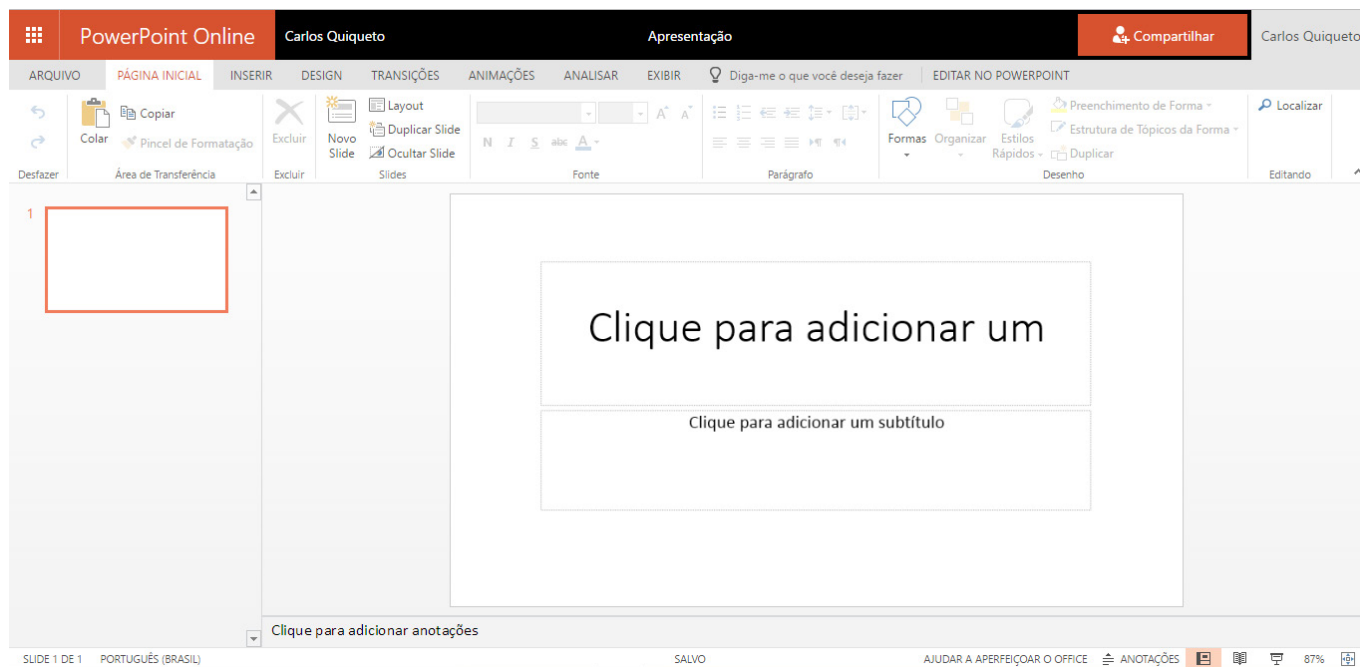 PowerPoint Online Carlos Quiqueto Apresentação Compartilhar Carlos Quiqueto
ARQUIVO PÁGINA INICIAL INSERIR DESIGN TRANSIÇÕES ANIMAÇÕES ANALISAR EXIBIR Diga-me o que você deseja fazer EDITAR NO POWERPOINT
Copiar Layout Preenchimento de Forma Localizar
Duplicar Slide Estrutura de Tópicos da Forma
Colar Pincel de Formatação Excluir Novo Slide Ocultar Slide N I S abc A Formas Organizar Estilos Rápidos Duplicar
Desfazer Área de Transferência Excluir Slides Fonte Parágrafo Desenho Editando
1
Clique para adicionar um
Clique para adicionar um subtítulo
Clique para adicionar anotações
SLIDE 1 DE 1 PORTUGUÊS (BRASIL) SALVO AJUDAR A APERFEIÇOAR O OFFICE ANOTAÇÕES 87%